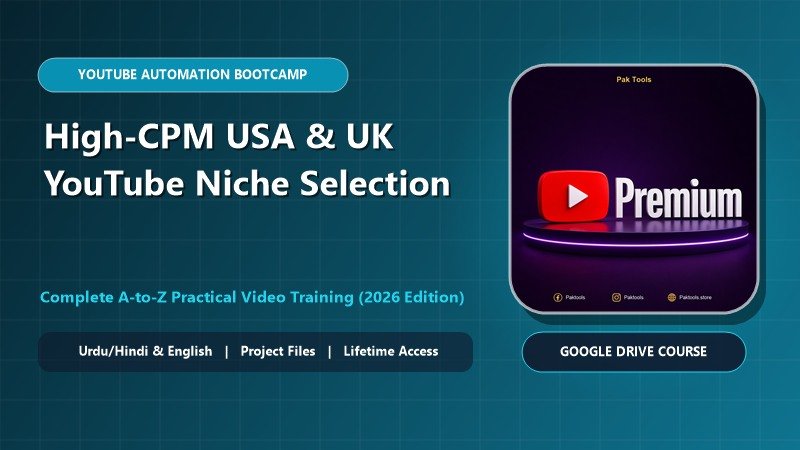 YOUTUBE AUTOMATION BOOTCAMP
High-CPM USA & UK
YouTube Niche Selection
Complete A-to-Z Practical Video Training (2026 Edition)
Urdu/Hindi & English | Project Files | Lifetime Access
Pak Tools
Premium
Paktools Paktools Paktools.store
GOOGLE DRIVE COURSE